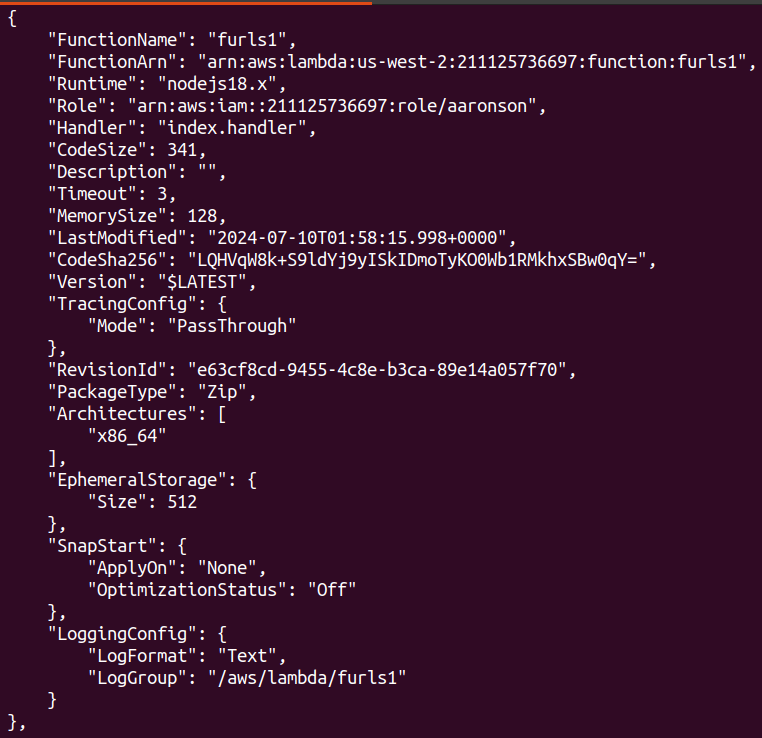 {
    "FunctionName": "furls1",
    "FunctionArn": "arn:aws:lambda:us-west-2:211125736697:function:furls1",
    "Runtime": "nodejs18.x",
    "Role": "arn:aws:iam::211125736697:role/aaronson",
    "Handler": "index.handler",
    "CodeSize": 341,
    "Description": "",
    "Timeout": 3,
    "MemorySize": 128,
    "LastModified": "2024-07-10T01:58:15.998+0000",
    "CodeSha256": "LQHVqW8k+S9ldYj9yISkIDmoTyKO0Wb1RMkhxSBw0qY=",
    "Version": "$LATEST",
    "TracingConfig": {
        "Mode": "PassThrough"
    },
    "RevisionId": "e63cf8cd-9455-4c8e-b3ca-89e14a057f70",
    "PackageType": "Zip",
    "Architectures": [
        "x86_64"
    ],
    "EphemeralStorage": {
        "Size": 512
    },
    "SnapStart": {
        "ApplyOn": "None",
        "OptimizationStatus": "Off"
    },
    "LoggingConfig": {
        "LogFormat": "Text",
        "LogGroup": "/aws/lambda/furls1"
    }
},